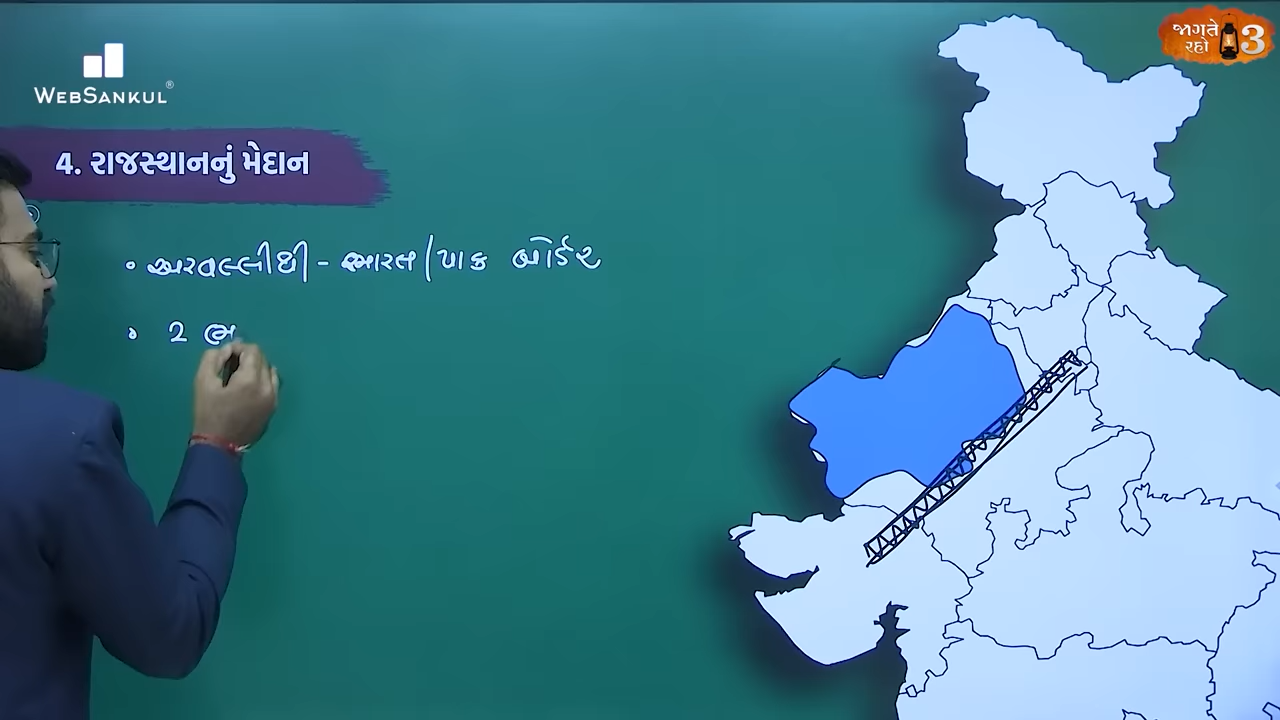 જાગતે
રહો 3
WEBSANKUL®
4. રાજસ્થાનનું મેદાન
• અરવલ્લીથી - ભારત/પાક બોર્ડર
• 2 ભ